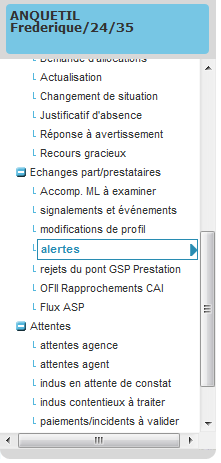 ANQUETIL
Frederique/24/35
Demande d'allocations
Actualisation
Changement de situation
Justificatif d'absence
Réponse à avertissement
Recours gracieux
Echanges part/prestataires
Accomp. ML à examiner
signalements et événements
modifications de profil
alertes
rejets du pont GSP Prestation
OFII Rapprochements CAI
Flux ASP
Attentes
attentes agence
attentes agent
indus en attente de constat
indus contentieux à traiter
paiements/incidents à valider